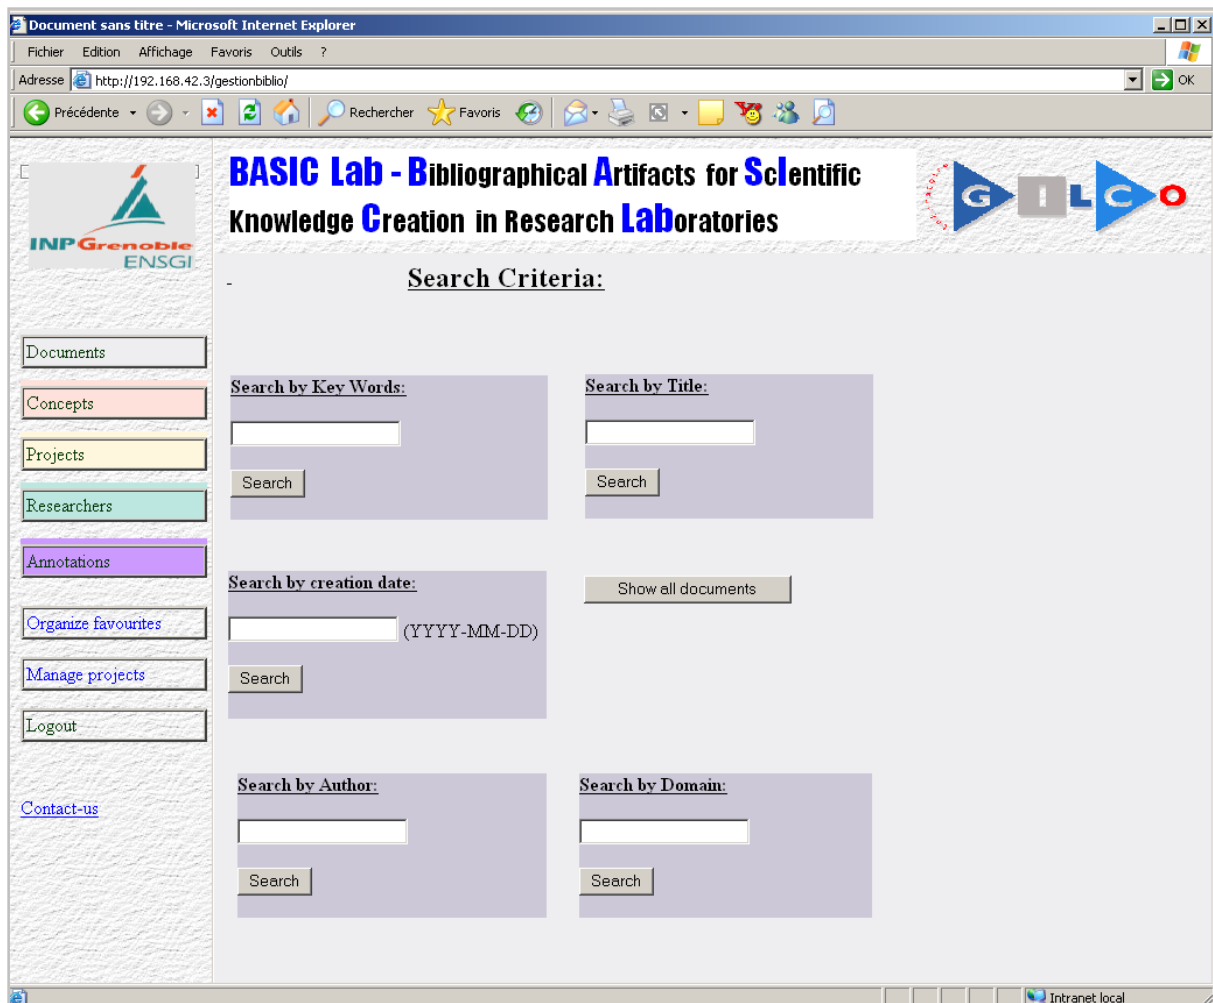 Document sans titre - Microsoft Internet Explorer
Fichier Edition Affichage Favoris Outils ?
Adresse http://192.168.42.3/gestionbiblio/ OK
Précédente Rechercher Favoris
BASIC Lab - Bibliographical Artifacts for ScIentific
Knowledge Creation in Research LABoratories
INPGrenoble
ENSGI
GILCO
Search Criteria:
Documents
Concepts
Projects
Researchers
Annotations
Organize favourites
Manage projects
Logout
Contact-us
Search by Key Words:
Search
Search by Title:
Search
Search by creation date:
(YYYY-MM-DD)
Search
Show all documents
Search by Author:
Search
Search by Domain:
Search
Intranet local